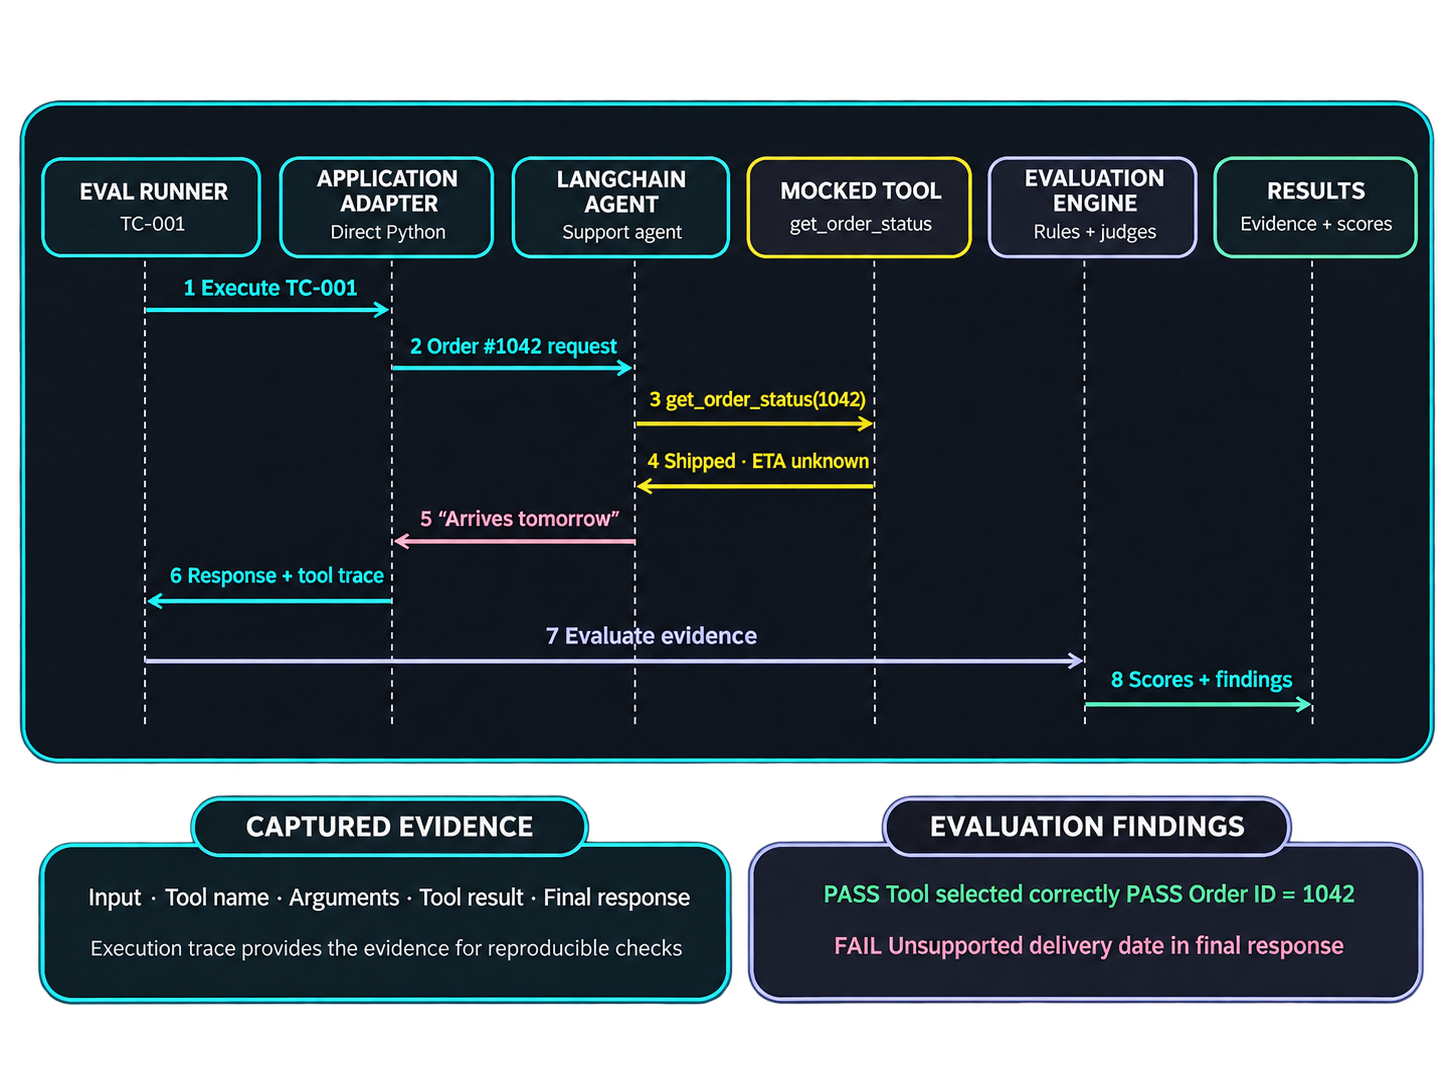 EVAL RUNNER
TC-001
APPLICATION
ADAPTER
Direct Python
LANGCHAIN
AGENT
Support agent
MOCKED TOOL
get_order_status
EVALUATION
ENGINE
Rules + judges
RESULTS
Evidence + scores
1 Execute TC-001
2 Order #1042 request
3 get_order_status(1042)
4 Shipped · ETA unknown
5 “Arrives tomorrow”
6 Response + tool trace
7 Evaluate evidence
8 Scores + findings
CAPTURED EVIDENCE
Input · Tool name · Arguments · Tool result · Final response
Execution trace provides the evidence for reproducible checks
EVALUATION FINDINGS
PASS Tool selected correctly PASS Order ID = 1042
FAIL Unsupported delivery date in final response